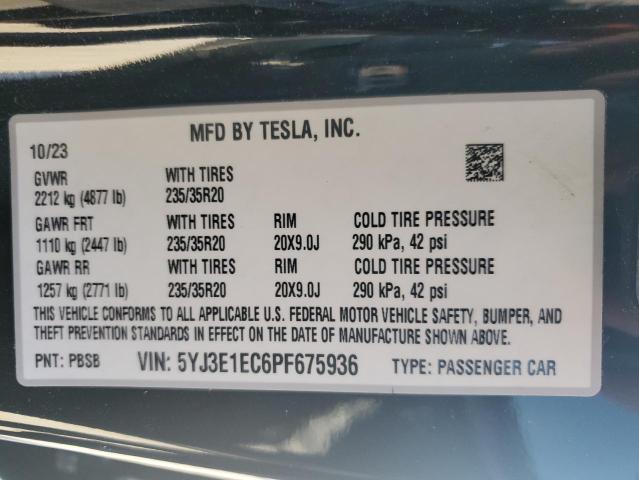 MFD BY TESLA, INC.
10/23
GVWR WITH TIRES
2212 kg (4877 lb) 235/35R20
GAWR FRT WITH TIRES RIM COLD TIRE PRESSURE
1110 kg (2447 lb) 235/35R20 20X9.0J 290 kPa, 42 psi
GAWR RR WITH TIRES RIM COLD TIRE PRESSURE
1257 kg (2771 lb) 235/35R20 20X9.0J 290 kPa, 42 psi
THIS VEHICLE CONFORMS TO ALL APPLICABLE U.S. FEDERAL MOTOR VEHICLE SAFETY, BUMPER, AND
THEFT PREVENTION STANDARDS IN EFFECT ON THE DATE OF MANUFACTURE SHOWN ABOVE.
PNT: PBSB VIN: 5YJ3E1EC6PF675936 TYPE: PASSENGER CAR